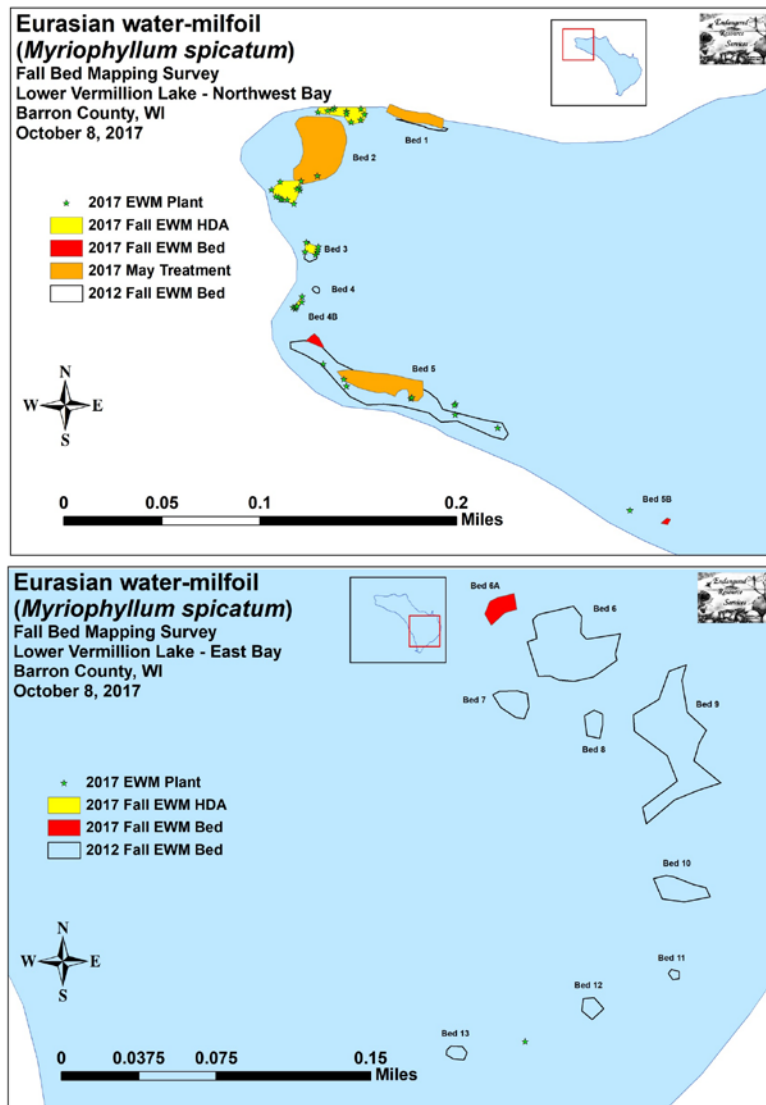 Eurasian water-milfoil
(Myriophyllum spicatum)
Fall Bed Mapping Survey
Lower Vermillion Lake - Northwest Bay
Barron County, WI
October 8, 2017
Endangered
Resource
Services
2017 EWM Plant
2017 Fall EWM HDA
2017 Fall EWM Bed
2017 May Treatment
2012 Fall EWM Bed
Bed 1
Bed 2
Bed 3
Bed 4
Bed 4B
Bed 5
Bed 5B
N
W E
S
0 0.05 0.1 0.2
Miles
Eurasian water-milfoil
(Myriophyllum spicatum)
Fall Bed Mapping Survey
Lower Vermillion Lake - East Bay
Barron County, WI
October 8, 2017
Endangered
Resource
Services
Bed 6A
Bed 6
Bed 7
Bed 8
Bed 9
2017 EWM Plant
2017 Fall EWM HDA
2017 Fall EWM Bed
2012 Fall EWM Bed
Bed 10
Bed 11
Bed 12
Bed 13
N
W E
S
0 0.0375 0.075 0.15
Miles